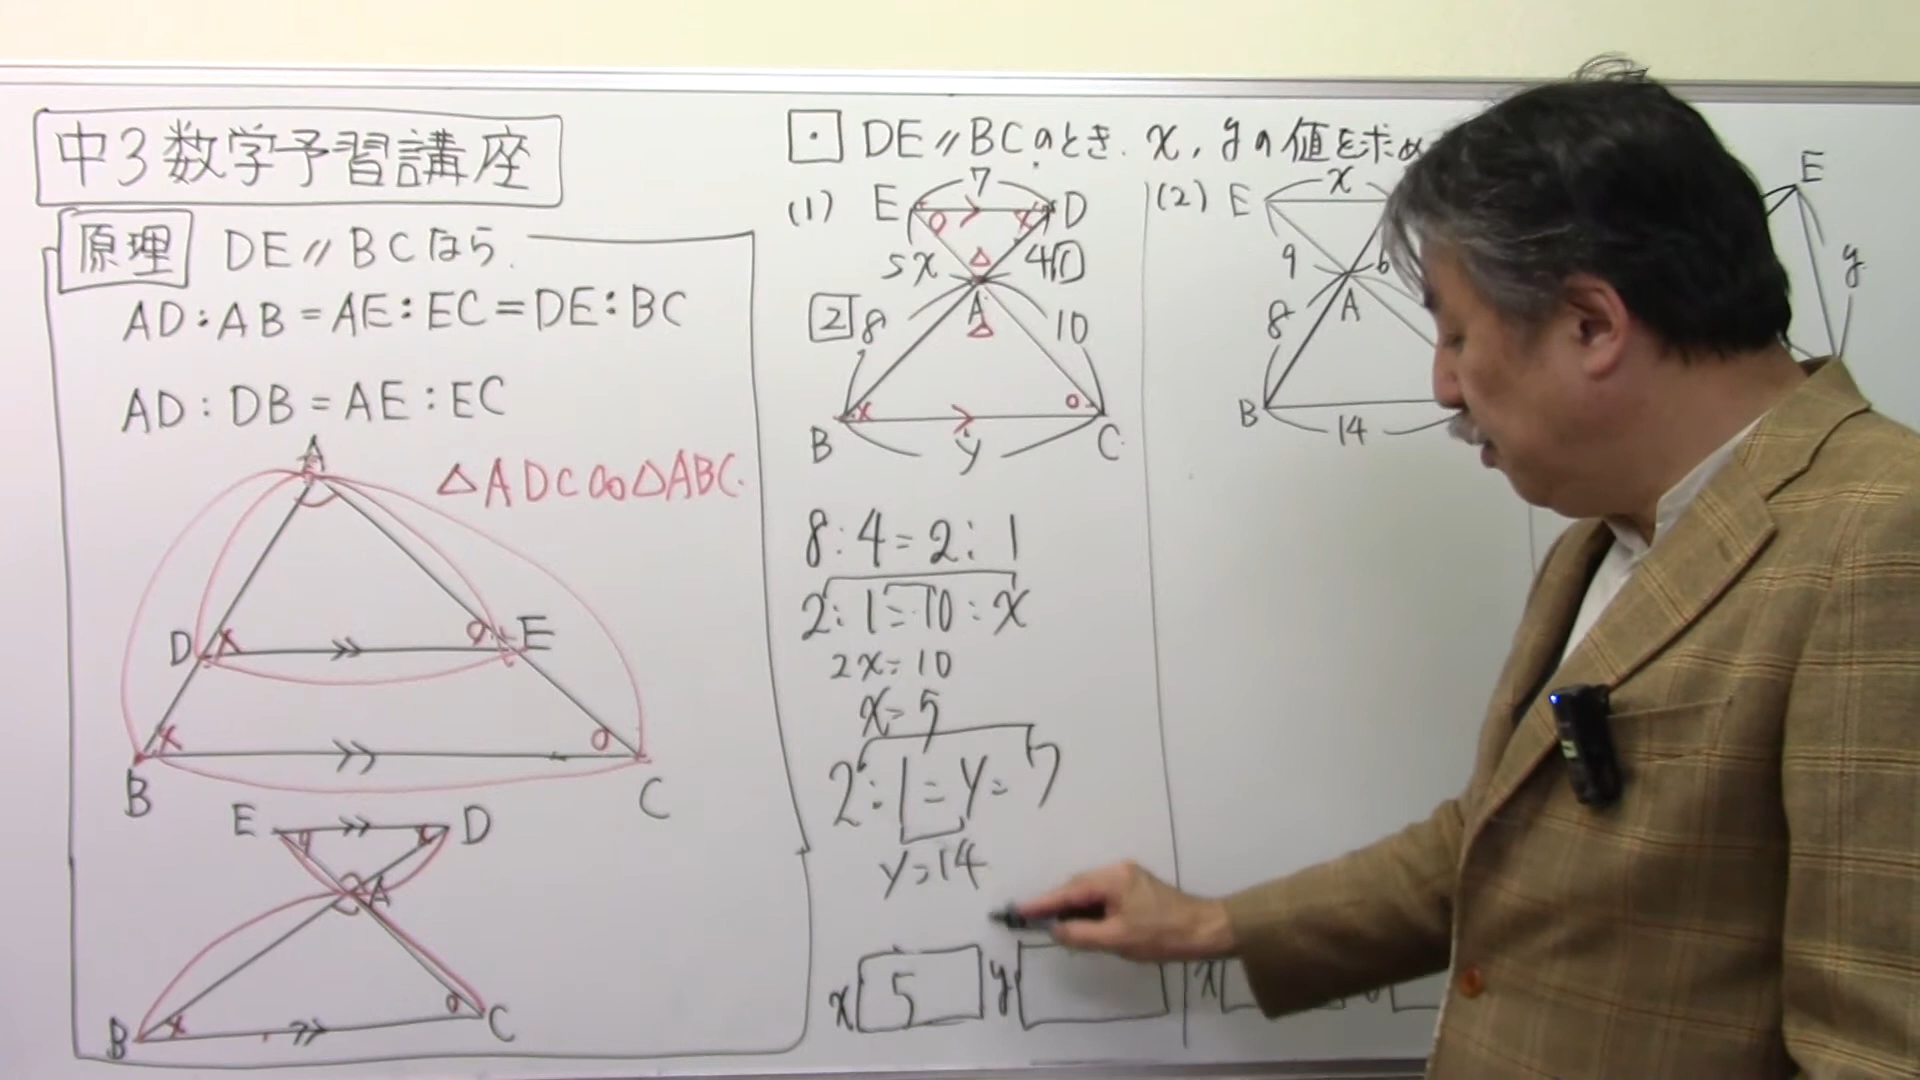 中3数学予習講座
原理 DE//BCなら
AD:AB=AE:EC=DE:BC
AD:DB=AE:EC
A
△ADC∽△ABC.
D × o E
B × o C
E D
A
B × o C
・ DE//BCのとき. x, yの値を求め
(1) E 7 D
o ×
5 x △ 4 ①
2 8 A 10
△
× o
B y C
8:4=2:1
2:1=10:x
2x=10
x=5
2:1=y=7
y=14
x 5 y
(2) E x
9 6
8 A
B 14
x
E
y